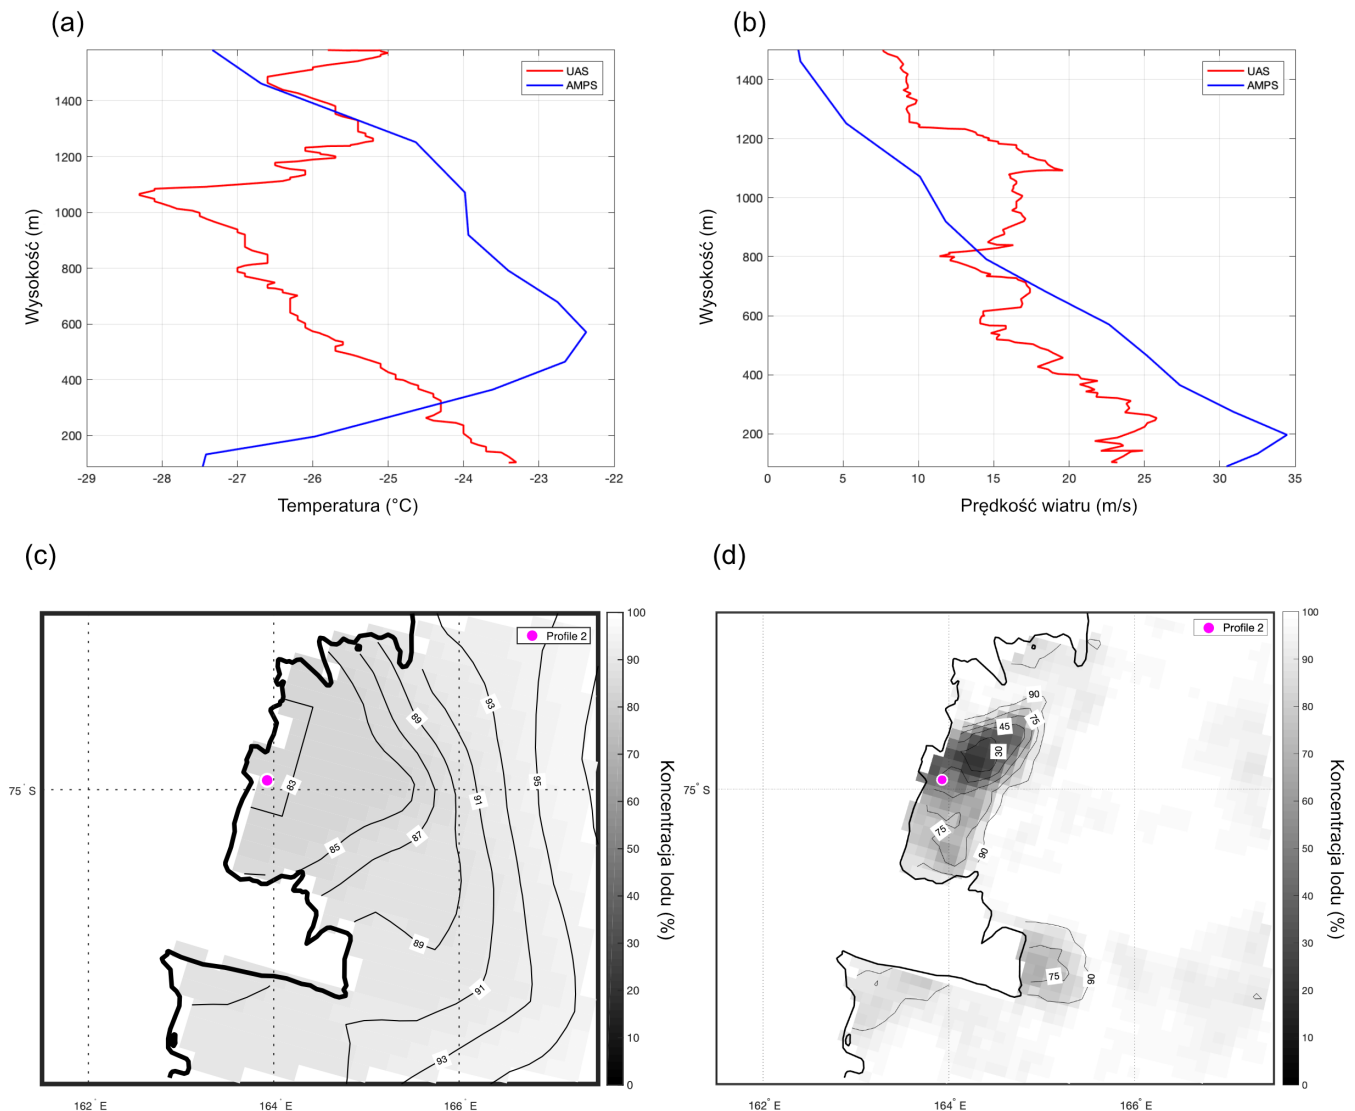 (a)
(b)
UAS
AMPS
UAS
AMPS
1400
1200
1000
800
600
400
200
Wysokość (m)
-29
-28
-27
-26
-25
-24
-23
-22
Temperatura (°C)
1400
1200
1000
800
600
400
200
Wysokość (m)
0
5
10
15
20
25
30
35
Prędkość wiatru (m/s)
(c)
(d)
Profile 2
93
89
95
91
83
87
85
89
91
93
75° S
162° E
164° E
166° E
100
90
80
70
60
50
40
30
20
10
0
Koncentracja lodu (%)
Profile 2
90
75
45
30
75
90
75
90
75° S
162° E
164° E
166° E
100
90
80
70
60
50
40
30
20
10
0
Koncentracja lodu (%)